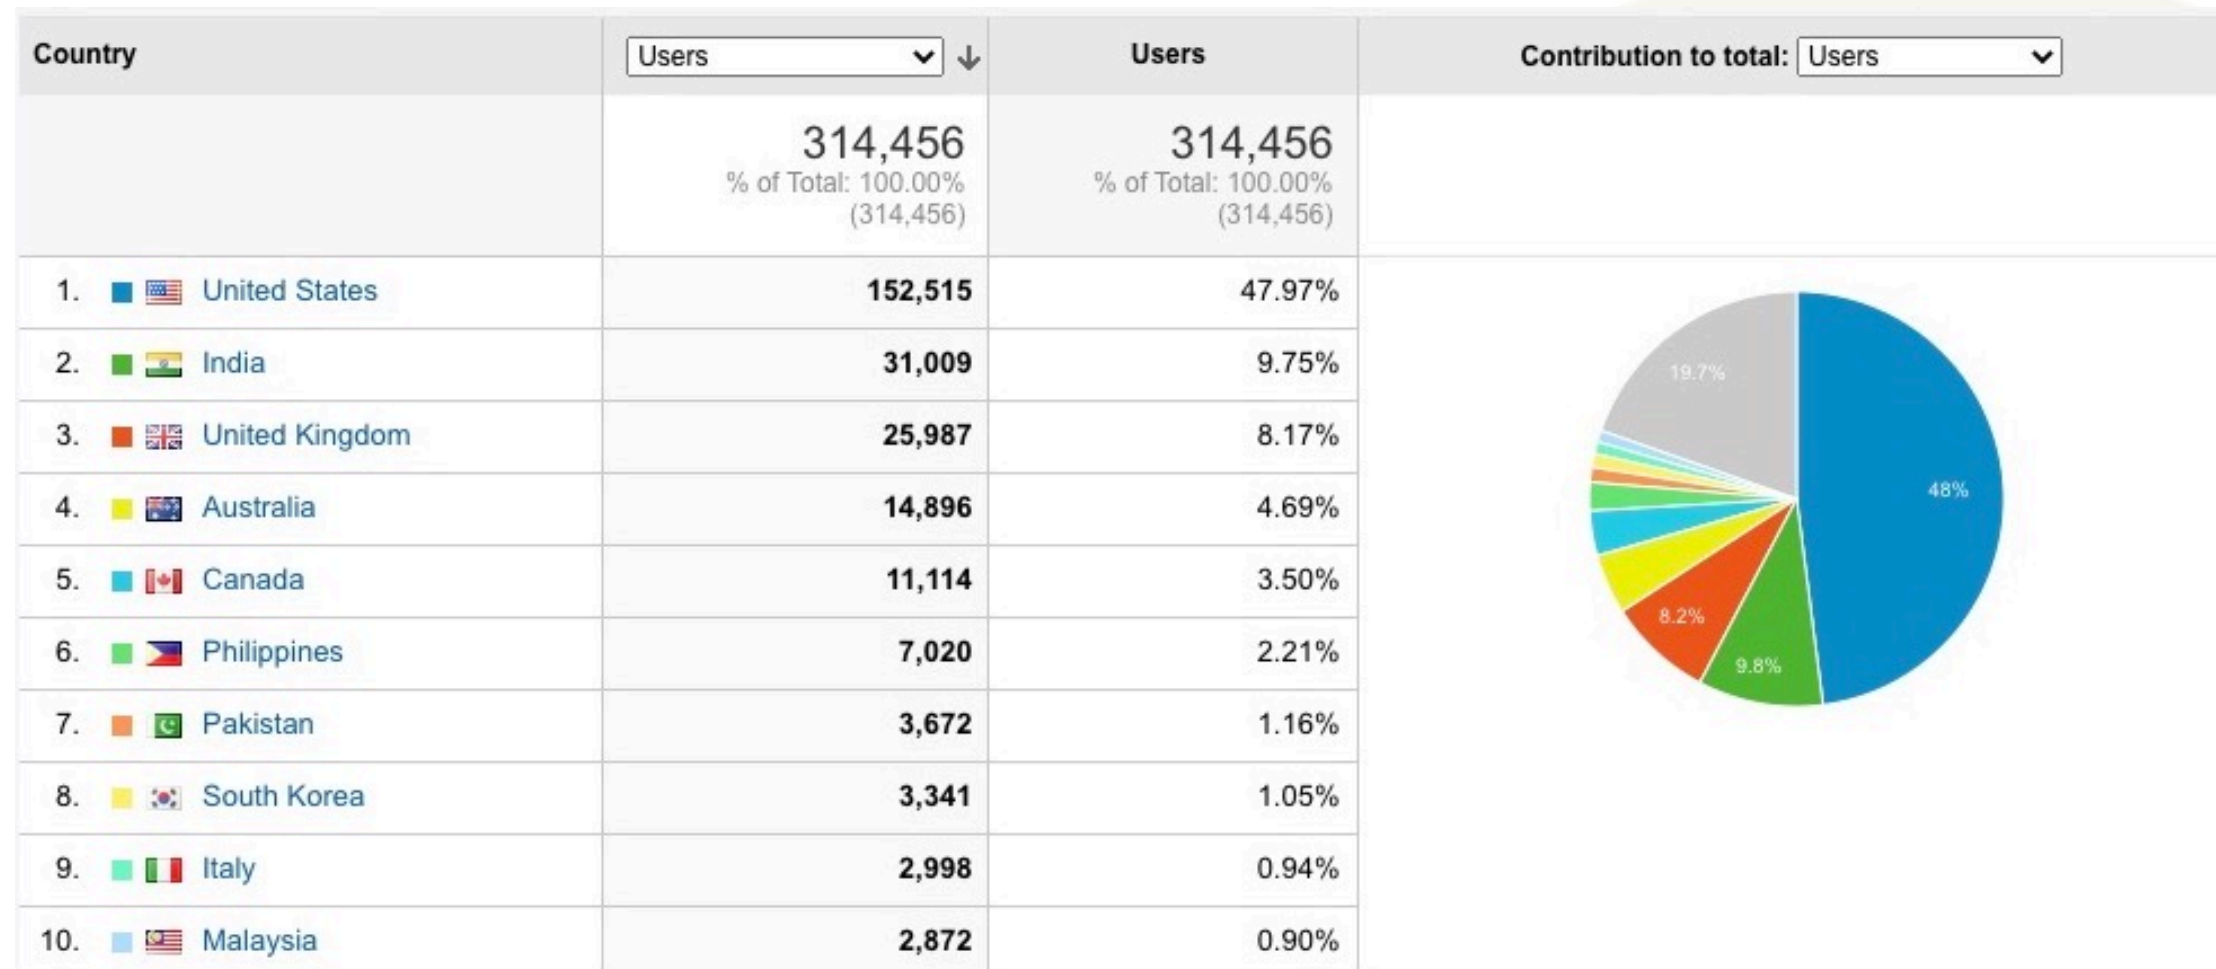 Country Users Users Contribution to total: Users
314,456 314,456
% of Total: 100.00% % of Total: 100.00%
(314,456) (314,456)
1. United States 152,515 47.97%
2. India 31,009 9.75%
3. United Kingdom 25,987 8.17%
4. Australia 14,896 4.69%
5. Canada 11,114 3.50%
6. Philippines 7,020 2.21%
7. Pakistan 3,672 1.16%
8. South Korea 3,341 1.05%
9. Italy 2,998 0.94%
10. Malaysia 2,872 0.90%
19.7%
48%
8.2%
9.8%